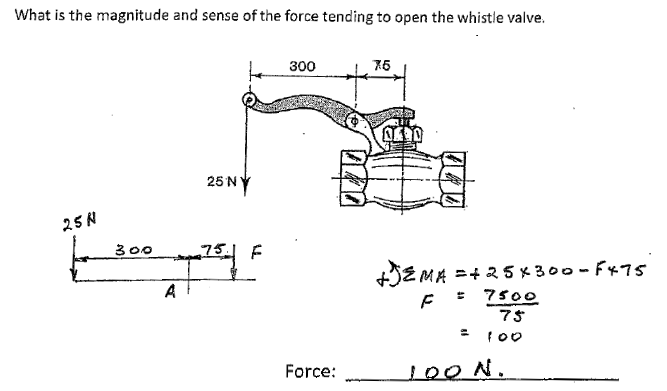 What is the magnitude and sense of the force tending to open the whistle valve.
300 75
25 N
25 N
300 75 F
A
+↺ ΣMA = + 25 × 300 - F×75
F = 7500
75
= 100
Force: 100 N.